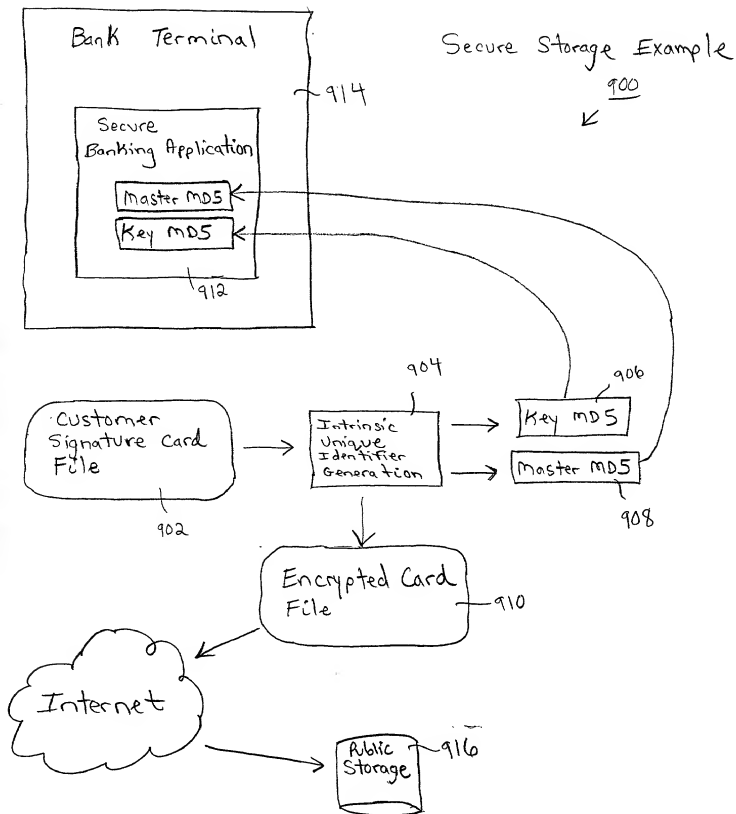 Bank Terminal
Secure Storage Example
900
914
Secure
Banking Application
Master MD5
Key MD5
912
Customer
Signature Card
File
902
904
Intrinsic
Unique
Identifier
Generation
906
Key MD5
Master MD5
908
Encrypted Card
File
910
Internet
Public
Storage
916